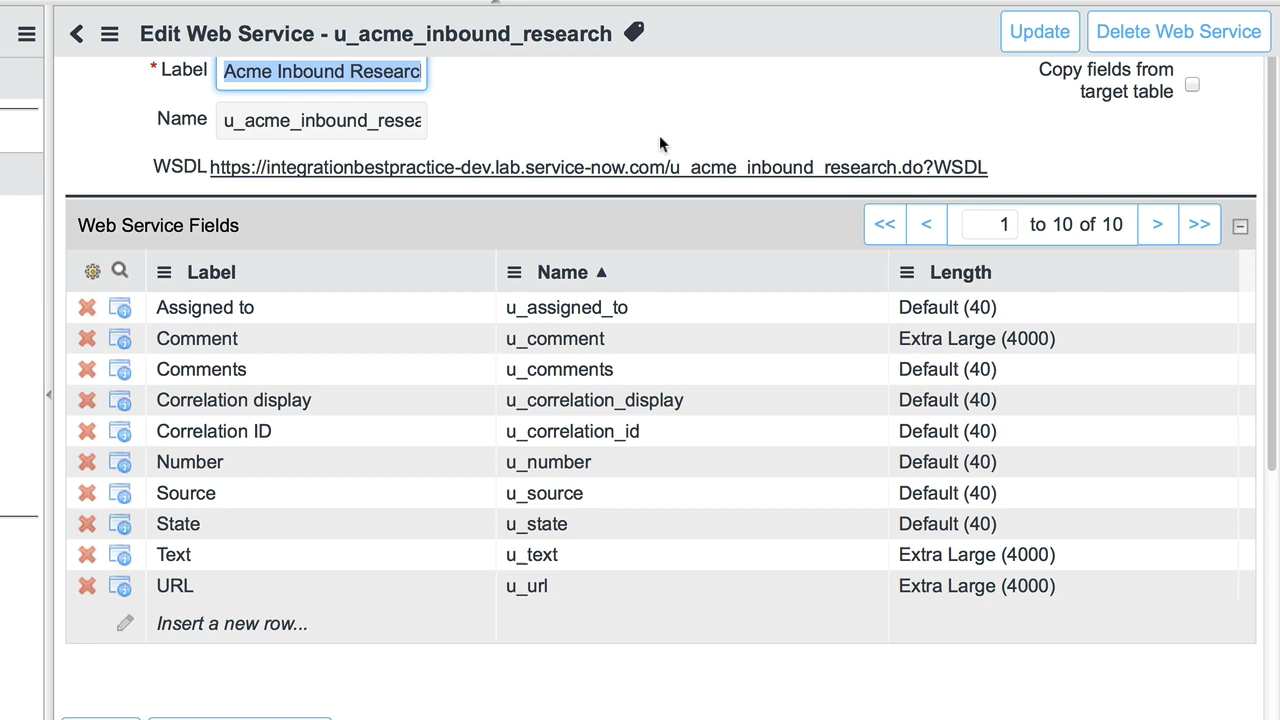 Edit Web Service - u_acme_inbound_research Update Delete Web Service
* Label Acme Inbound Researc Copy fields from target table
Name u_acme_inbound_resea
WSDL https://integrationbestpractice-dev.lab.service-now.com/u_acme_inbound_research.do?WSDL
Web Service Fields << < 1 to 10 of 10 > >>
Label Name ▲ Length
Assigned to u_assigned_to Default (40)
Comment u_comment Extra Large (4000)
Comments u_comments Default (40)
Correlation display u_correlation_display Default (40)
Correlation ID u_correlation_id Default (40)
Number u_number Default (40)
Source u_source Default (40)
State u_state Default (40)
Text u_text Extra Large (4000)
URL u_url Extra Large (4000)
Insert a new row...